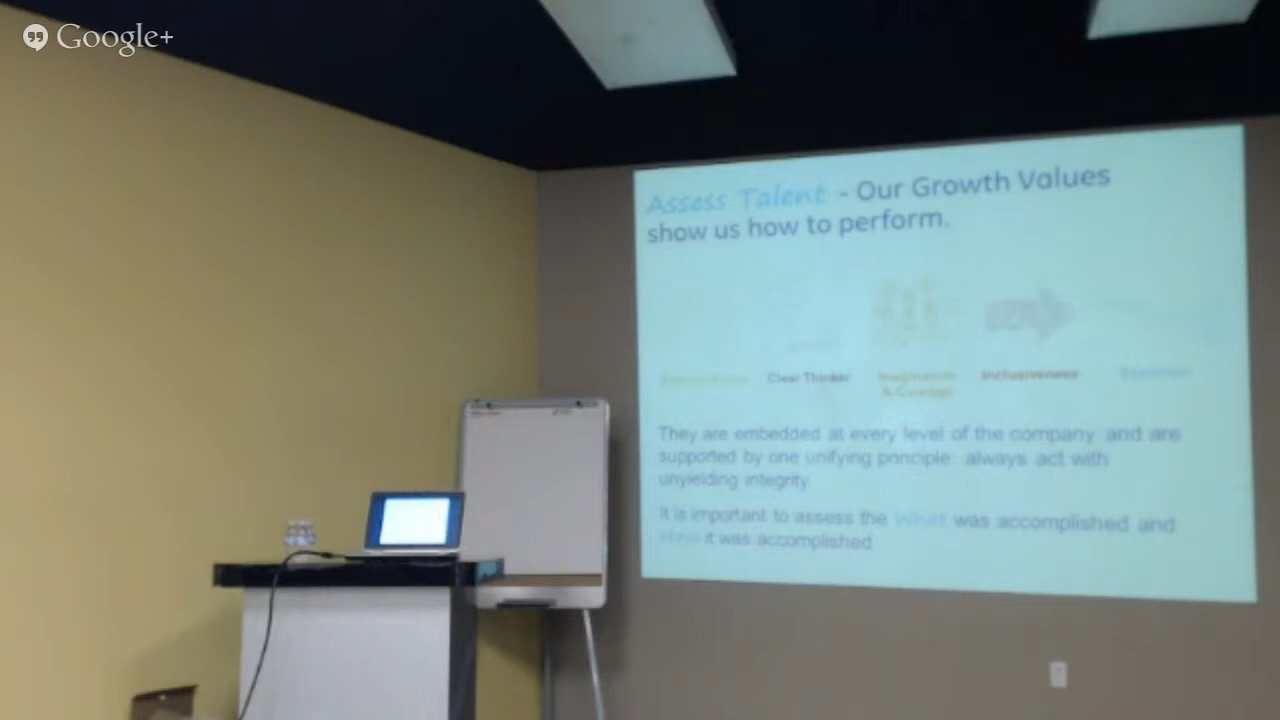 Google+
Assess Talent - Our Growth Values
show us how to perform.
Clear Thinker
Inclusiveness
& Courage
They are embedded at every level of the company and are
supported by one unifying principle: always act with
unyielding integrity
It is important to assess the What was accomplished and
How it was accomplished